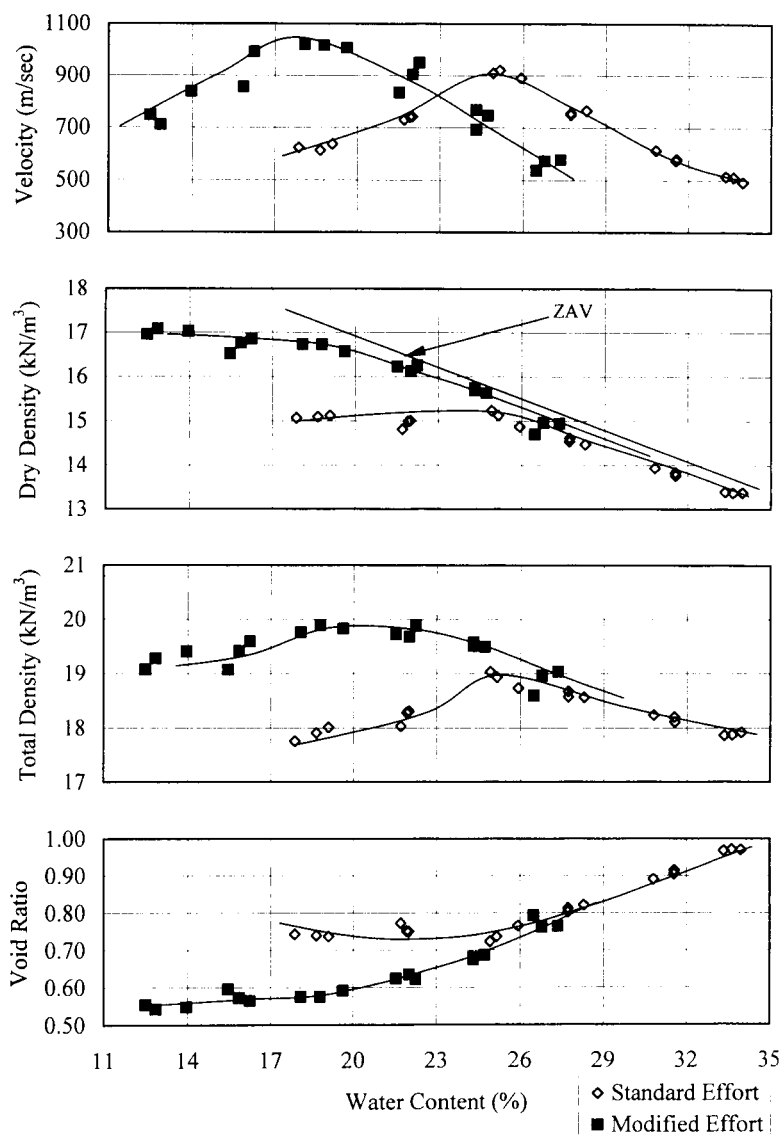 1100
900
700
500
300
Velocity (m/sec)
18
17
16
15
14
13
Dry Density (kN/m³)
ZAV
21
20
19
18
17
Total Density (kN/m³)
1.00
0.90
0.80
0.70
0.60
0.50
Void Ratio
11 14 17 20 23 26 29 32 35
Water Content (%)
Standard Effort
Modified Effort